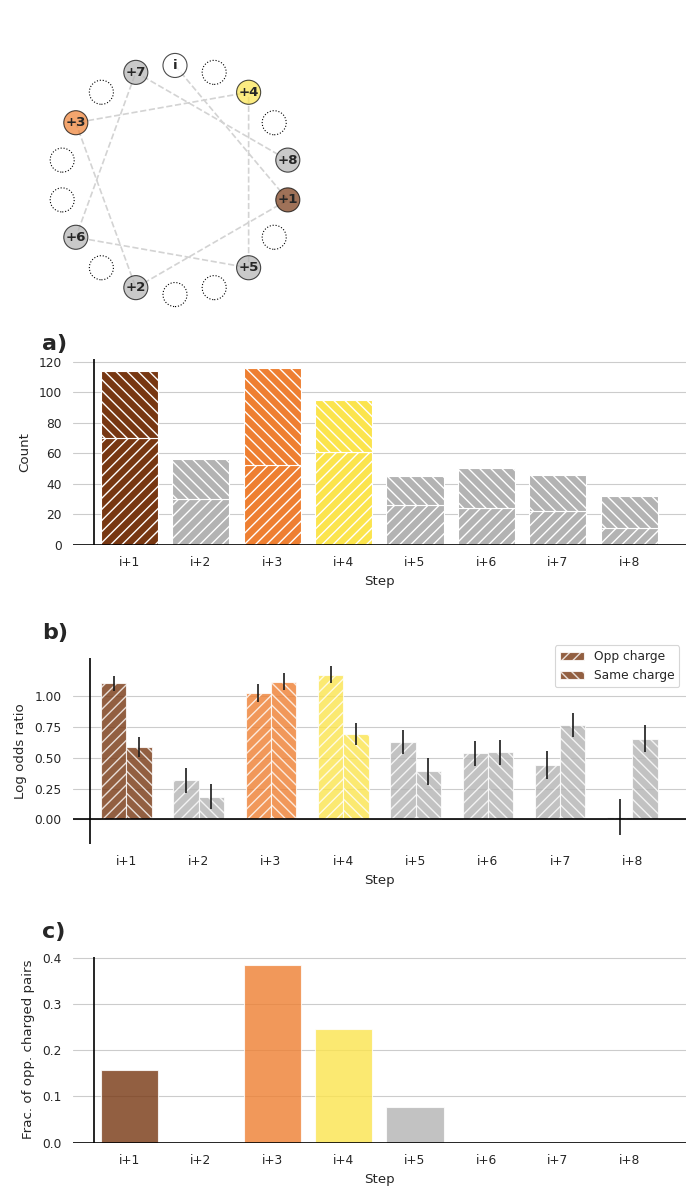 +7 i
+4
+3
+8
+1
+6
+5
+2
a)
120
100
80
60
40
20
0
Count
i+1 i+2 i+3 i+4 i+5 i+6 i+7 i+8
Step
b)
Opp charge
Same charge
1.00
0.75
0.50
0.25
0.00
Log odds ratio
i+1 i+2 i+3 i+4 i+5 i+6 i+7 i+8
Step
c)
0.4
0.3
0.2
0.1
0.0
Frac. of opp. charged pairs
i+1 i+2 i+3 i+4 i+5 i+6 i+7 i+8
Step